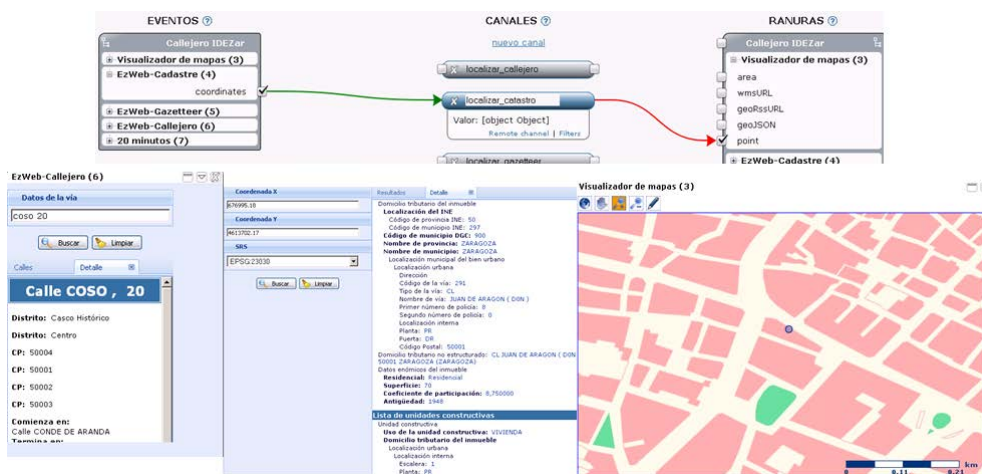 EVENTOS ?
CANALES ?
RANURAS ?
Callejero IDEZar
Visualizador de mapas (3)
EzWeb-Cadastre (4)
coordinates
EzWeb-Gazetteer (5)
EzWeb-Callejero (6)
20 minutos (7)
nuevo canal
localizar_callejero
localizar_catastro
Valor: [object Object]
Remote channel | Filters
localizar_gazetteer
Callejero IDEZar
Visualizador de mapas (3)
area
wmsURL
geoRssURL
geoJSON
point
EzWeb-Cadastre (4)
EzWeb-Callejero (6)
Datos de la vía
coso 20
Buscar
Limpiar
Calles
Detalle
Calle COSO , 20
Distrito: Casco Histórico
Distrito: Centro
CP: 50004
CP: 50001
CP: 50002
CP: 50003
Comienza en:
Calle CONDE DE ARANDA
Termina en:
Coordenada X
676995.18
Coordenada Y
4613702.17
SRS
EPSG:23030
Buscar
Limpiar
Resultados
Detalle
Domicilio tributario del inmueble
Localización del INE
Código de provincia INE: 50
Código de municipio INE: 297
Código de municipio DGC: 900
Nombre de provincia: ZARAGOZA
Nombre de municipio: ZARAGOZA
Localización municipal del bien urbano
Localización urbana
Dirección
Código de la vía: 291
Tipo de la vía: CL
Nombre de vía: JUAN DE ARAGON ( DON )
Primer número de policía: 8
Segundo número de policía: 0
Localización interna
Planta: PR
Puerta: DR
Código Postal: 50001
Domicilio tributario no estructurado: CL JUAN DE ARAGON ( DON
50001 ZARAGOZA (ZARAGOZA)
Datos enómicos del inmueble
Residencial: Residencial
Superficie: 70
Coeficiente de participación: 8,750000
Antigüedad: 1948
Lista de unidades constructivas
Unidad constructiva
Uso de la unidad constructiva: VIVIENDA
Domicilio tributario del inmueble
Localización urbana
Localización interna
Escalera: 1
Planta: PR
Visualizador de mapas (3)
km
0 0.11 0.21